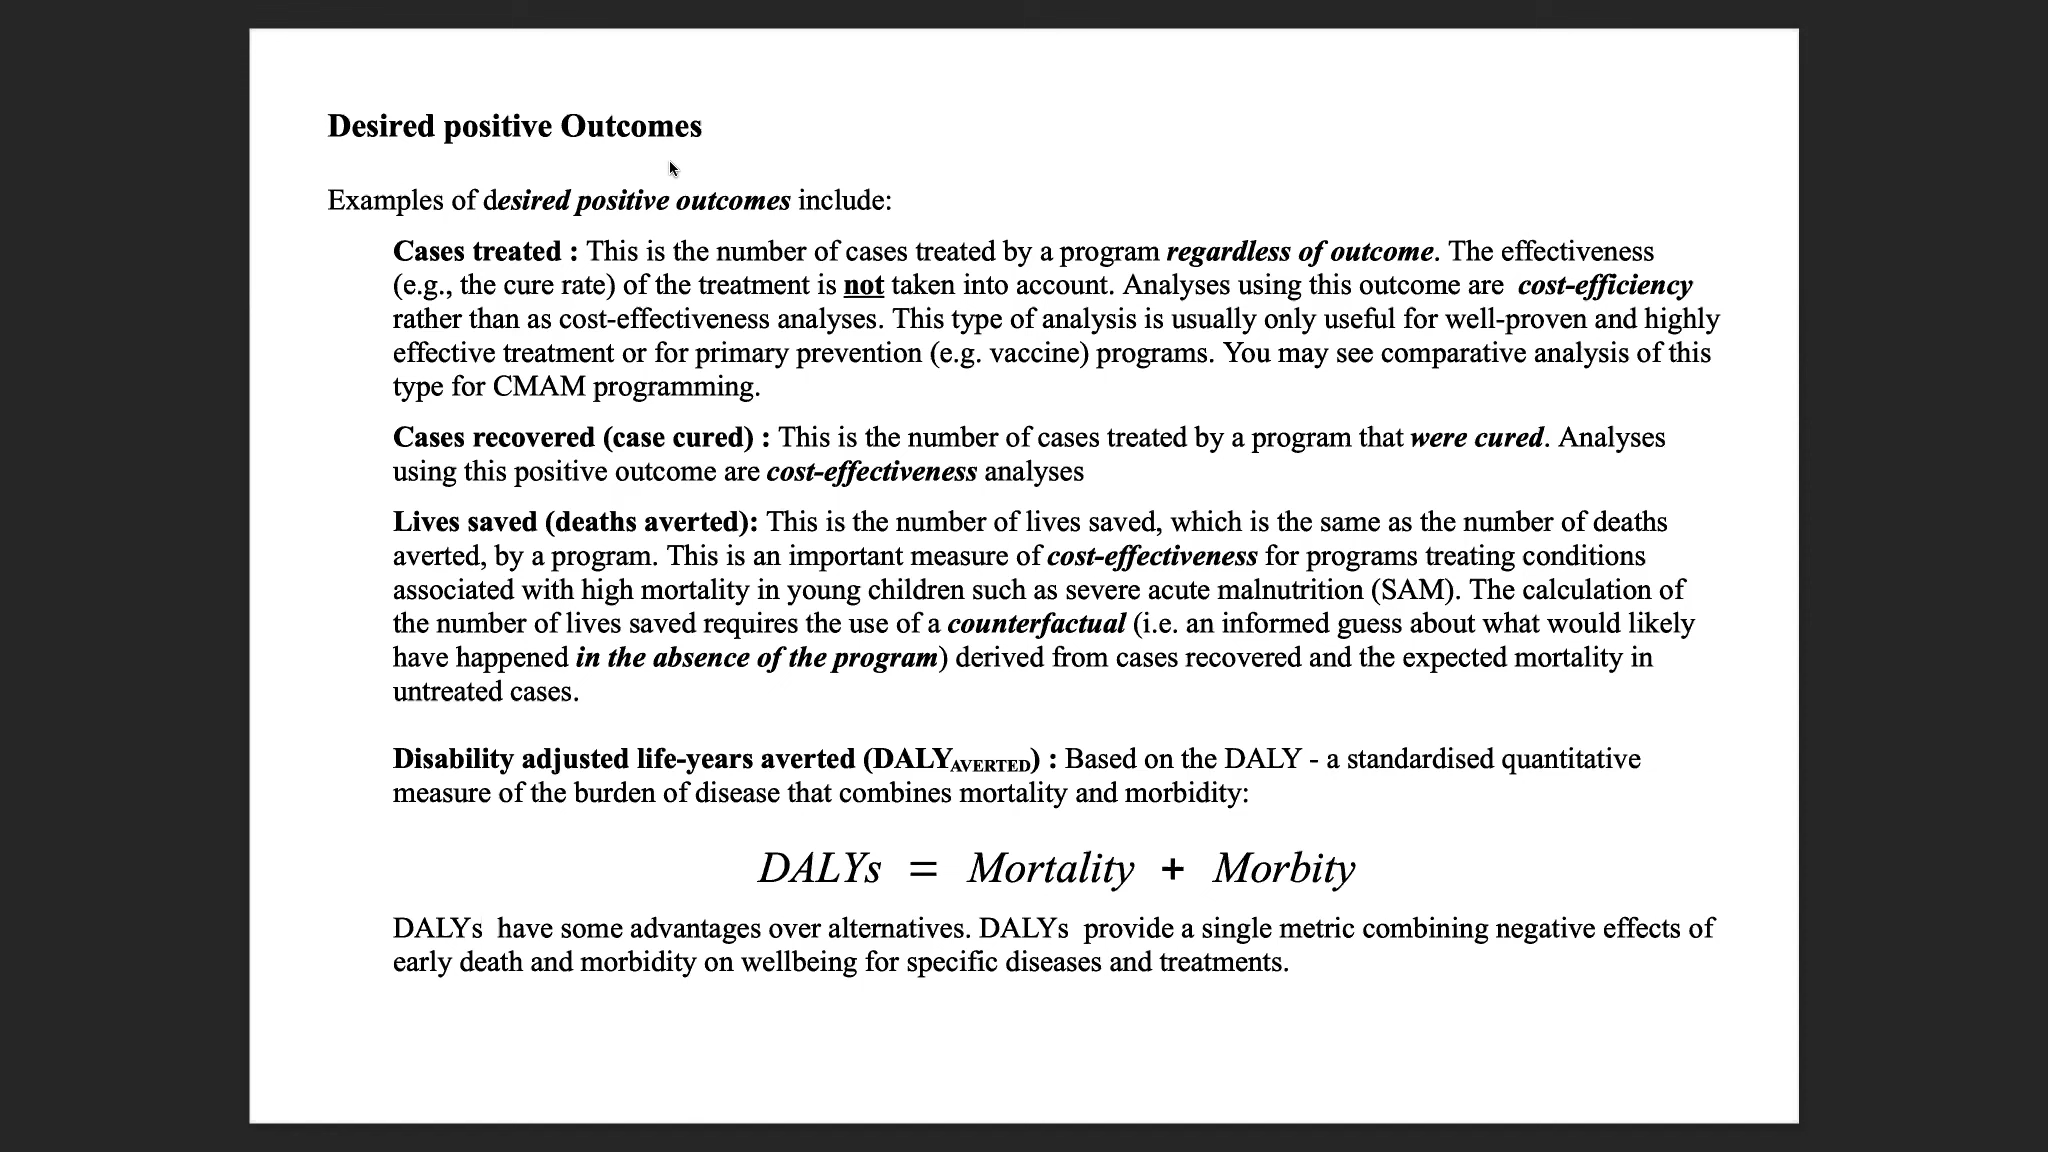 Desired positive Outcomes
Examples of desired positive outcomes include:
Cases treated : This is the number of cases treated by a program regardless of outcome. The effectiveness
(e.g., the cure rate) of the treatment is not taken into account. Analyses using this outcome are cost-efficiency
rather than as cost-effectiveness analyses. This type of analysis is usually only useful for well-proven and highly
effective treatment or for primary prevention (e.g. vaccine) programs. You may see comparative analysis of this
type for CMAM programming.
Cases recovered (case cured) : This is the number of cases treated by a program that were cured. Analyses
using this positive outcome are cost-effectiveness analyses
Lives saved (deaths averted): This is the number of lives saved, which is the same as the number of deaths
averted, by a program. This is an important measure of cost-effectiveness for programs treating conditions
associated with high mortality in young children such as severe acute malnutrition (SAM). The calculation of
the number of lives saved requires the use of a counterfactual (i.e. an informed guess about what would likely
have happened in the absence of the program) derived from cases recovered and the expected mortality in
untreated cases.
Disability adjusted life-years averted (DALYAVERTED) : Based on the DALY - a standardised quantitative
measure of the burden of disease that combines mortality and morbidity:
DALYs = Mortality + Morbity
DALYs have some advantages over alternatives. DALYs provide a single metric combining negative effects of
early death and morbidity on wellbeing for specific diseases and treatments.